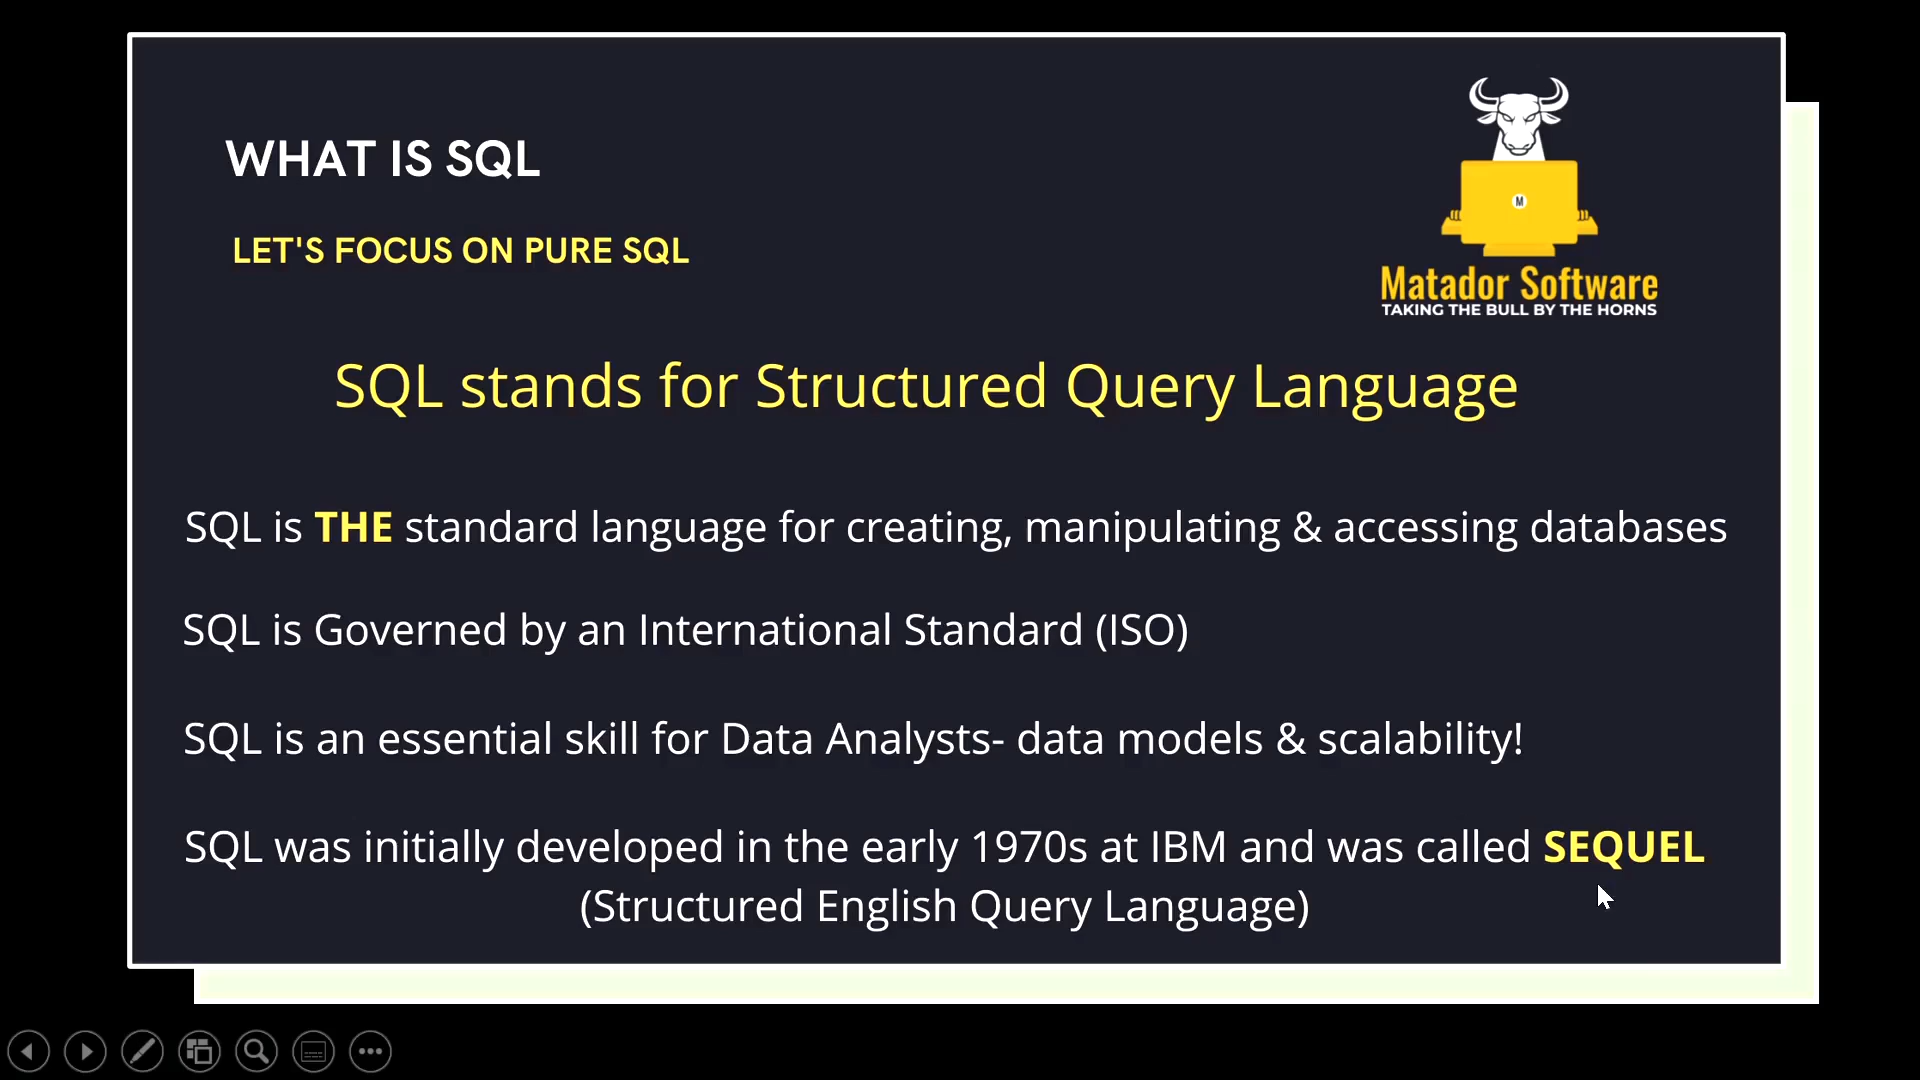 WHAT IS SQL
LET'S FOCUS ON PURE SQL
M
Matador Software
TAKING THE BULL BY THE HORNS
SQL stands for Structured Query Language
SQL is THE standard language for creating, manipulating & accessing databases
SQL is Governed by an International Standard (ISO)
SQL is an essential skill for Data Analysts- data models & scalability!
SQL was initially developed in the early 1970s at IBM and was called SEQUEL
(Structured English Query Language)